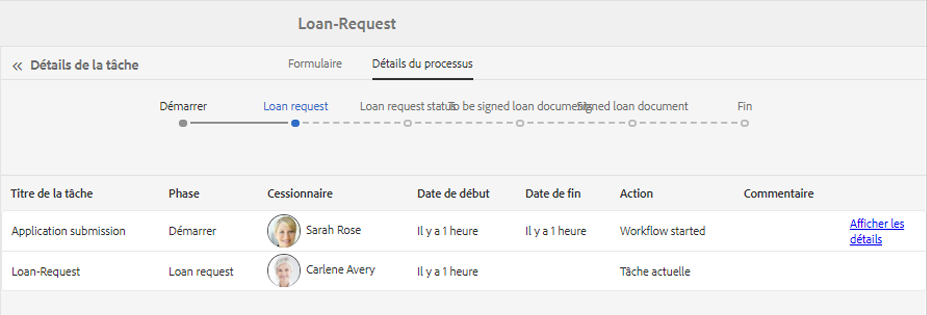 Loan-Request
« Détails de la tâche Formulaire Détails du processus
Démarrer Loan request Loan request status To be signed loan documents Signed loan document Fin
Titre de la tâche Phase Cessionnaire Date de début Date de fin Action Commentaire
Application submission Démarrer Sarah Rose Il y a 1 heure Il y a 1 heure Workflow started Afficher les
détails
Loan-Request Loan request Carlene Avery Il y a 1 heure Tâche actuelle